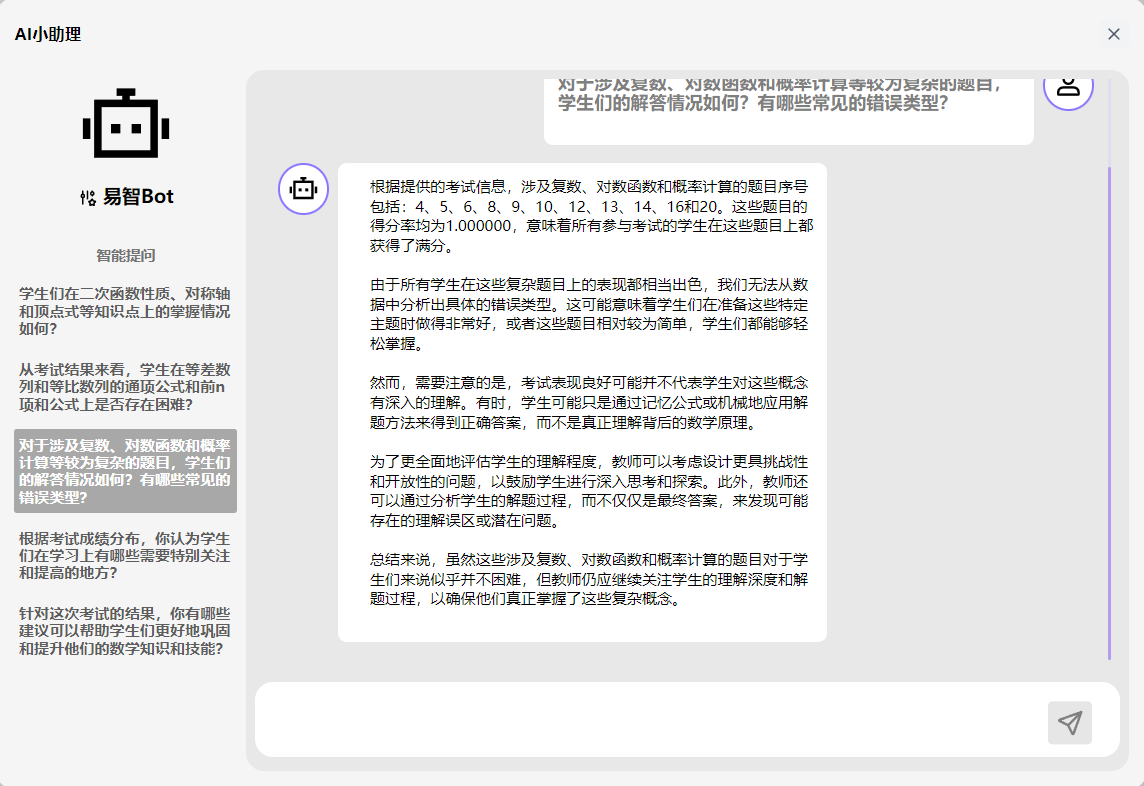 AI小助理
易智Bot
智能提问
学生们在二次函数性质、对称轴
和顶点式等知识点上的掌握情况
如何？
从考试结果来看，学生在等差数
列和等比数列的通项公式和前n
项和公式上是否存在困难？
对于涉及复数、对数函数和概率
计算等较为复杂的题目，学生们
的解答情况如何？有哪些常见的
错误类型？
根据考试成绩分布，你认为学生
们在学习上有哪些需要特别关注
和提高的地方？
针对这次考试的结果，你有哪些
建议可以帮助学生们更好地巩固
和提升他们的数学知识和技能？
对于涉及复数、对数函数和概率计算等较为复杂的题目，
学生们的解答情况如何？有哪些常见的错误类型？
根据提供的考试信息，涉及复数、对数函数和概率计算的题目序号
包括：4、5、6、8、9、10、12、13、14、16和20。这些题目的
得分率均为1.000000，意味着所有参与考试的学生在这些题目上都
获得了满分。
由于所有学生在这些复杂题目上的表现都相当出色，我们无法从数
据中分析出具体的错误类型。这可能意味着学生们在准备这些特定
主题时做得非常好，或者这些题目相对较为简单，学生们都能够轻
松掌握。
然而，需要注意的是，考试表现良好可能并不代表学生对这些概念
有深入的理解。有时，学生可能只是通过记忆公式或机械地应用解
题方法来得到正确答案，而不是真正理解背后的数学原理。
为了更全面地评估学生的理解程度，教师可以考虑设计更具挑战性
和开放性的问题，以鼓励学生进行深入思考和探索。此外，教师还
可以通过分析学生的解题过程，而不仅仅是最终答案，来发现可能
存在的理解误区或潜在问题。
总结来说，虽然这些涉及复数、对数函数和概率计算的题目对于学
生们来说似乎并不困难，但教师仍应继续关注学生的理解深度和解
题过程，以确保他们真正掌握了这些复杂概念。